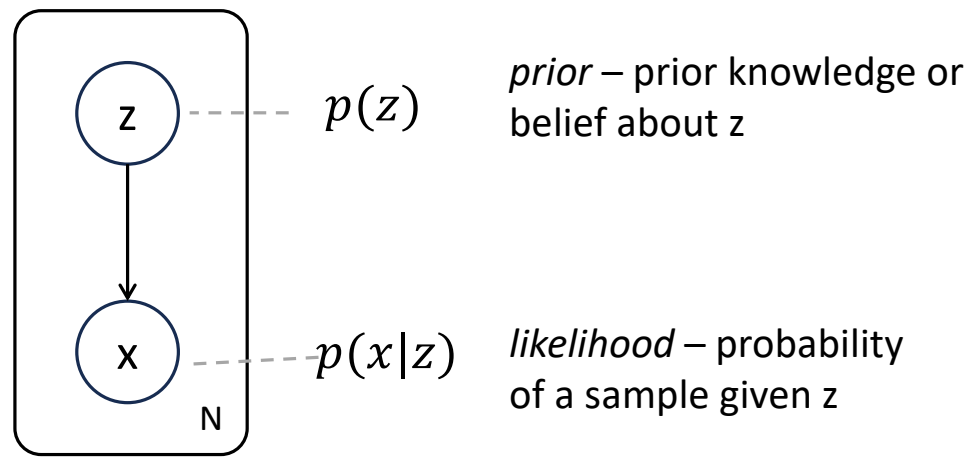 z
p(z)
prior – prior knowledge or
belief about z
x
p(x|z)
likelihood – probability
of a sample given z
N